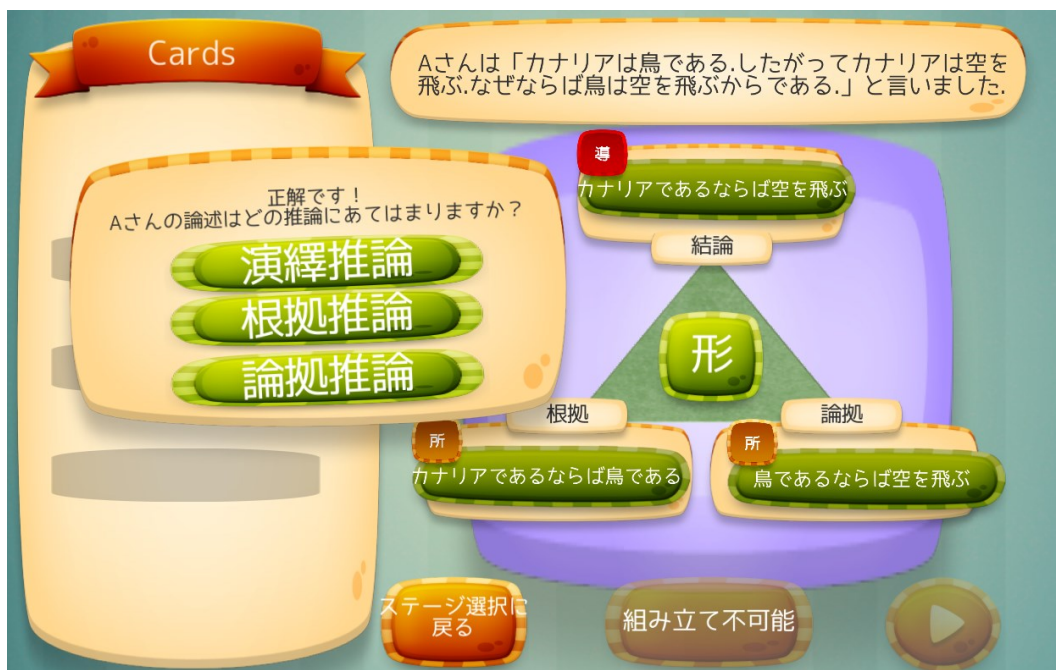 Cards
Aさんは「カナリアは鳥である.したがってカナリアは空を
飛ぶ.なぜならば鳥は空を飛ぶからである.」と言いました.
正解です!
Aさんの論述はどの推論にあてはまりますか?
演繹推論
根拠推論
論拠推論
導
カナリアであるならば空を飛ぶ
結論
形
根拠
論拠
所
カナリアであるならば鳥である
所
鳥であるならば空を飛ぶ
ステージ選択に
戻る
組み立て不可能